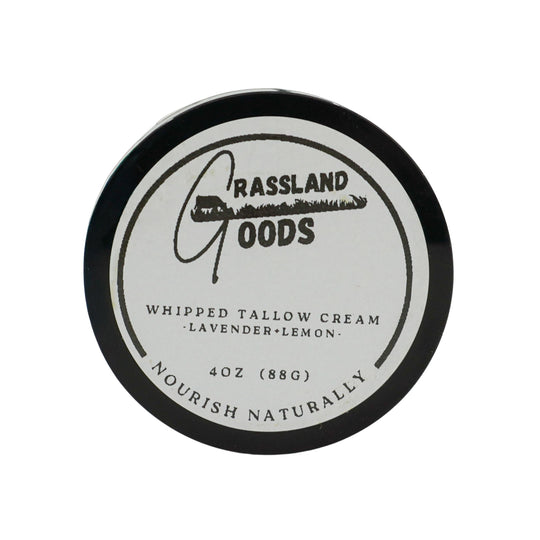 GRASSLAND
GOODS
WHIPPED TALLOW CREAM
·LAVENDER+LEMON·
4OZ (88G)
NOURISH NATURALLY